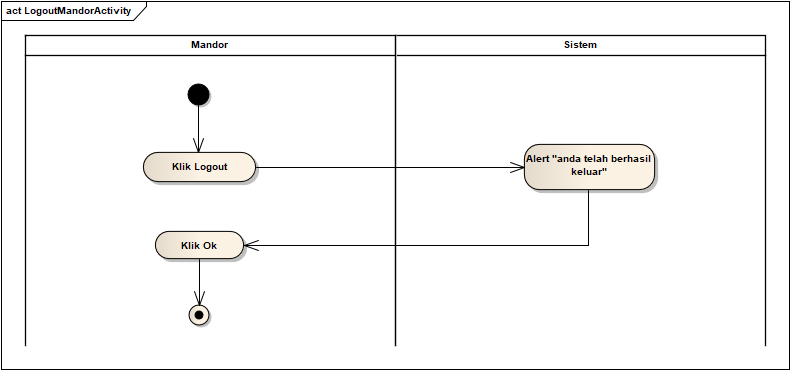 act LogoutMandorActivity
Mandor
Sistem
Klik Logout
Alert "anda telah berhasil
keluar"
Klik Ok